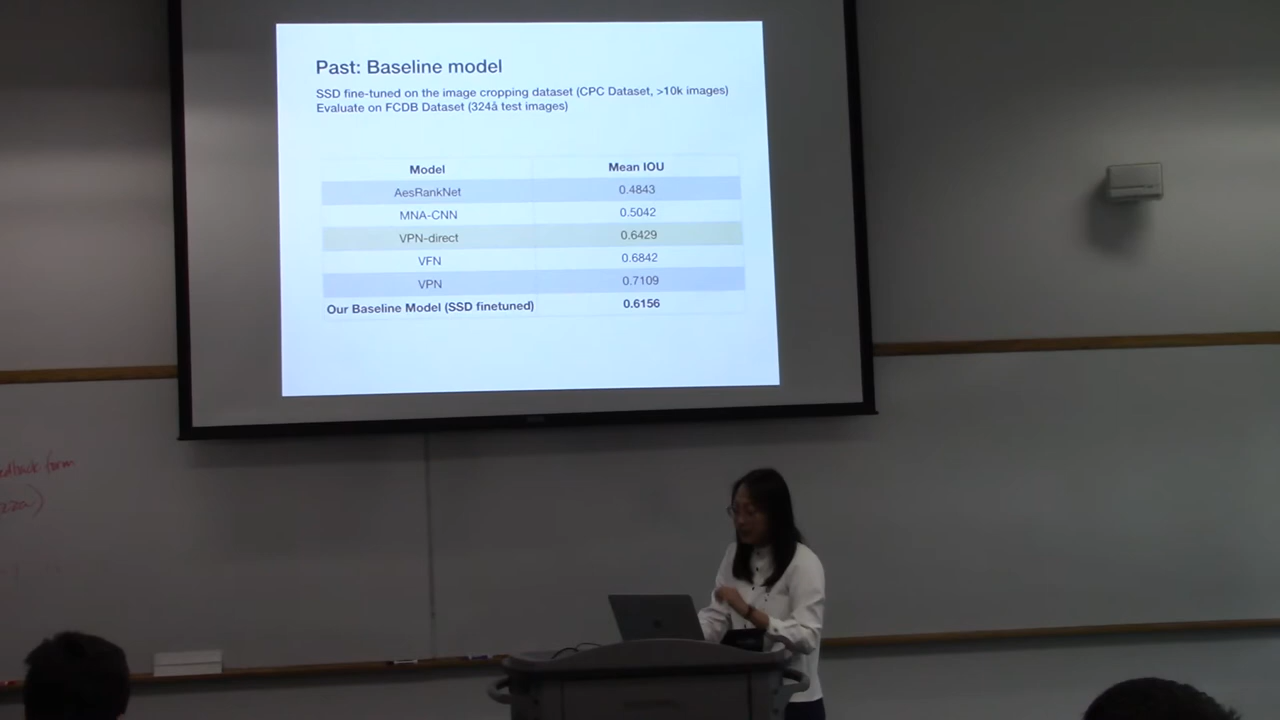 Past: Baseline model
SSD fine-tuned on the image cropping dataset (CPC Dataset, >10k images)
Evaluate on FCDB Dataset (324â test images)
Model Mean IOU
AesRankNet 0.4843
MNA-CNN 0.5042
VPN-direct 0.6429
VFN 0.6842
VPN 0.7109
Our Baseline Model (SSD finetuned) 0.6156
form